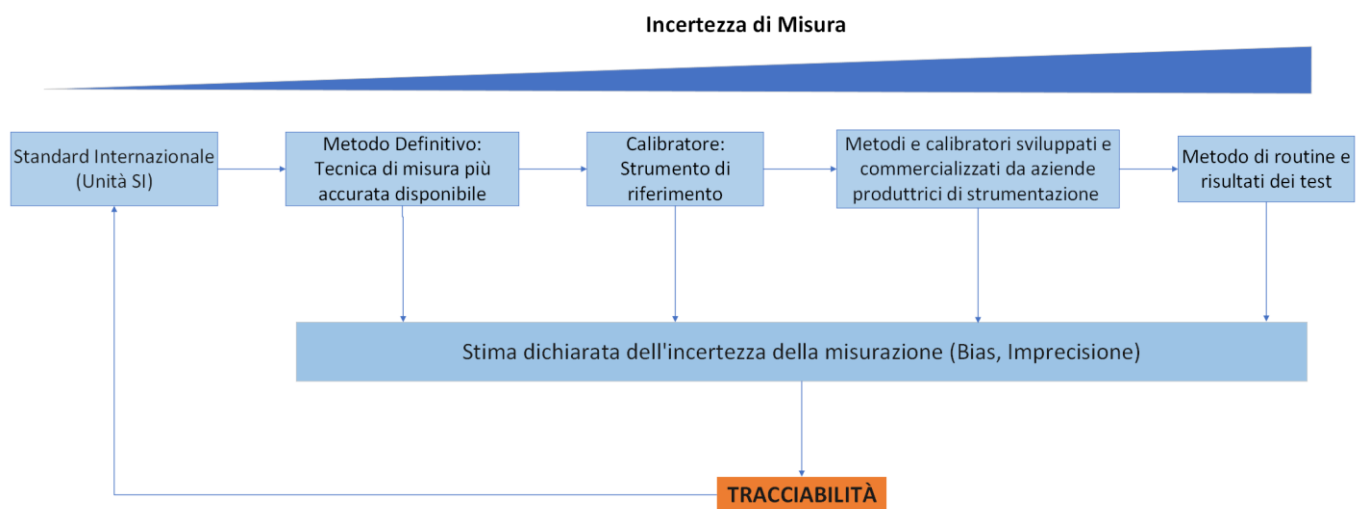 Incertezza di Misura
Standard Internazionale
(Unità SI)
Metodo Definitivo:
Tecnica di misura più
accurata disponibile
Calibratore:
Strumento di
riferimento
Metodi e calibratori sviluppati e
commercializzati da aziende
produttrici di strumentazione
Metodo di routine e
risultati dei test
Stima dichiarata dell'incertezza della misurazione (Bias, Imprecisione)
TRACCIABILITÀ